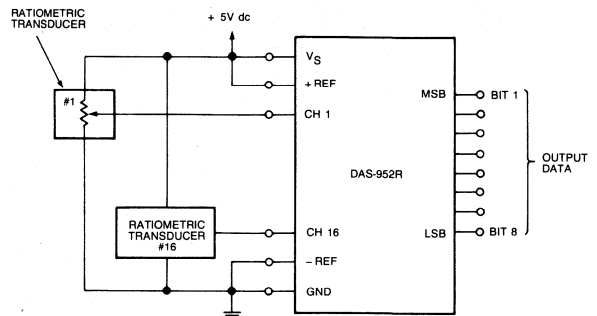 RATIOMETRIC
TRANSDUCER
+ 5V dc
#1
VS
+ REF
CH 1
MSB
BIT 1
DAS-952R
OUTPUT
DATA
RATIOMETRIC
TRANSDUCER
#16
CH 16
LSB
BIT 8
− REF
GND